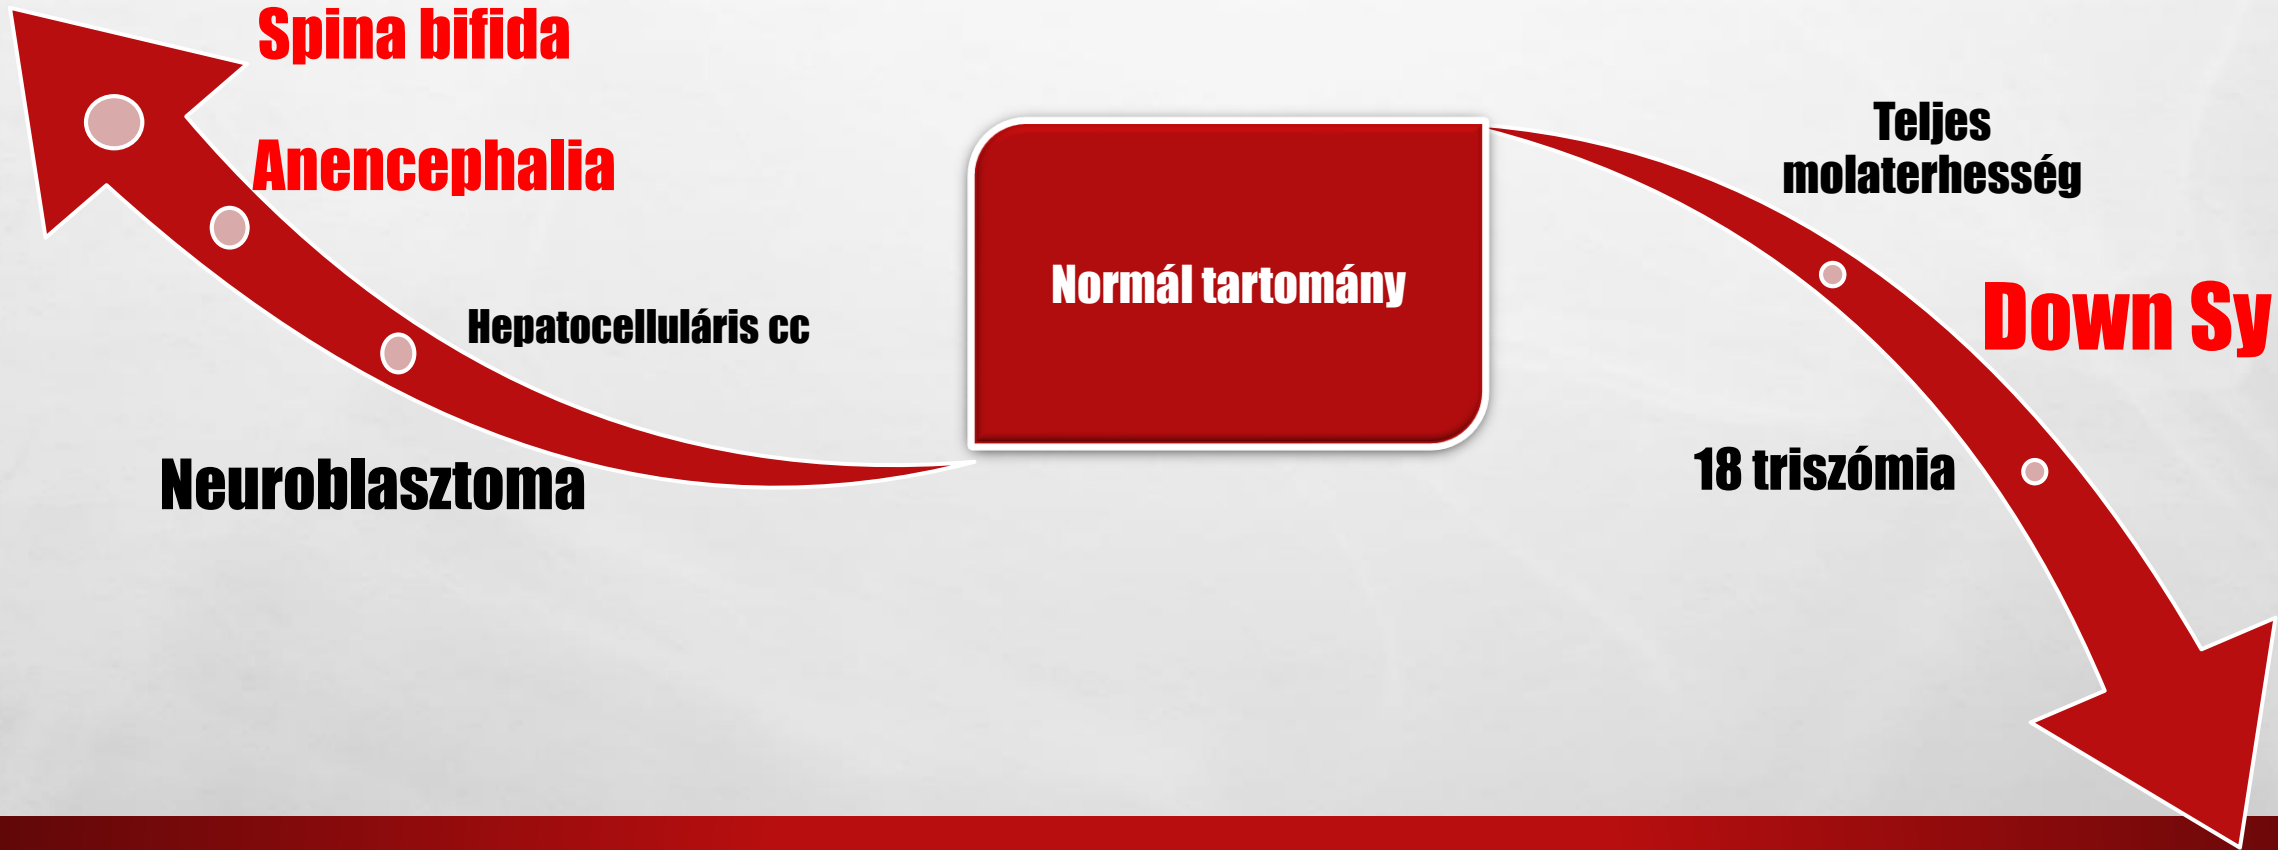 Spina bifida
Anencephalia
Hepatocelluláris cc
Neuroblasztoma
Normál tartomány
Teljes
molaterhesség
Down Sy
18 triszómia